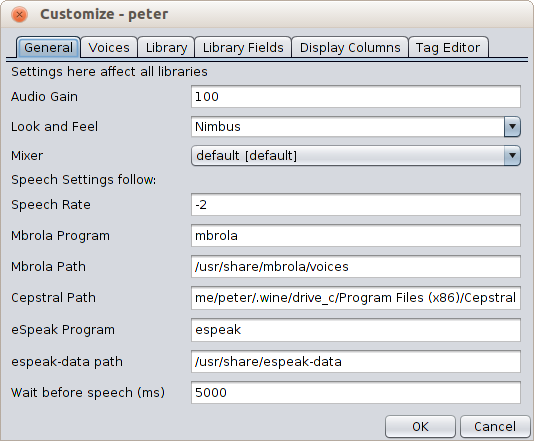 Customize - peter
General Voices Library Library Fields Display Columns Tag Editor
Settings here affect all libraries
Audio Gain 100
Look and Feel Nimbus
Mixer default [default]
Speech Settings follow:
Speech Rate -2
Mbrola Program mbrola
Mbrola Path /usr/share/mbrola/voices
Cepstral Path me/peter/.wine/drive_c/Program Files (x86)/Cepstral
eSpeak Program espeak
espeak-data path /usr/share/espeak-data
Wait before speech (ms) 5000
OK Cancel